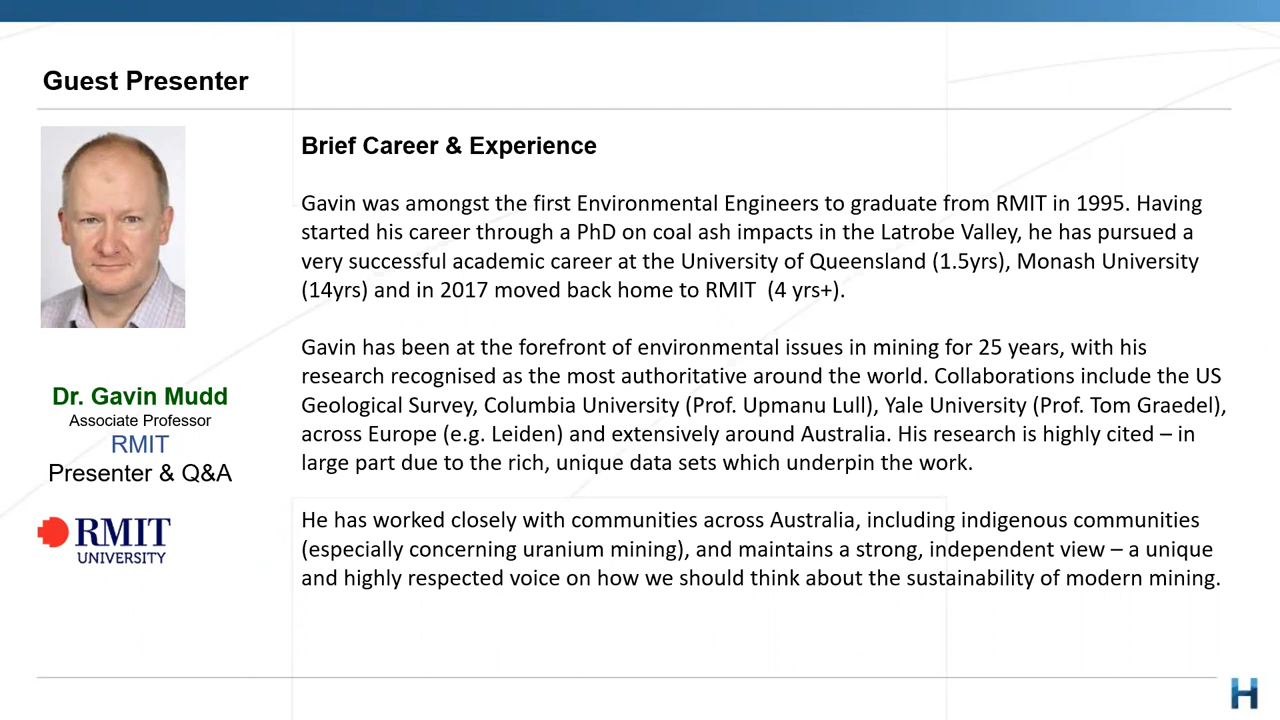 Guest Presenter
Brief Career & Experience
Gavin was amongst the first Environmental Engineers to graduate from RMIT in 1995. Having
started his career through a PhD on coal ash impacts in the Latrobe Valley, he has pursued a
very successful academic career at the University of Queensland (1.5yrs), Monash University
(14yrs) and in 2017 moved back home to RMIT (4 yrs+).
Gavin has been at the forefront of environmental issues in mining for 25 years, with his
research recognised as the most authoritative around the world. Collaborations include the US
Geological Survey, Columbia University (Prof. Upmanu Lull), Yale University (Prof. Tom Graedel),
across Europe (e.g. Leiden) and extensively around Australia. His research is highly cited – in
large part due to the rich, unique data sets which underpin the work.
He has worked closely with communities across Australia, including indigenous communities
(especially concerning uranium mining), and maintains a strong, independent view – a unique
and highly respected voice on how we should think about the sustainability of modern mining.
Dr. Gavin Mudd
Associate Professor
RMIT
Presenter & Q&A
RMIT
UNIVERSITY
H